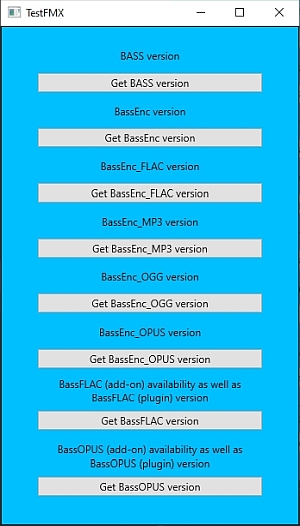 TestFMX
BASS version
Get BASS version
BassEnc version
Get BassEnc version
BassEnc_FLAC version
Get BassEnc_FLAC version
BassEnc_MP3 version
Get BassEnc_MP3 version
BassEnc_OGG version
Get BassEnc_OGG version
BassEnc_OPUS version
Get BassEnc_OPUS version
BassFLAC (add-on) availability as well as
BassFLAC (plugin) version
Get BassFLAC version
BassOPUS (add-on) availability as well as
BassOPUS (plugin) version
Get BassOPUS version